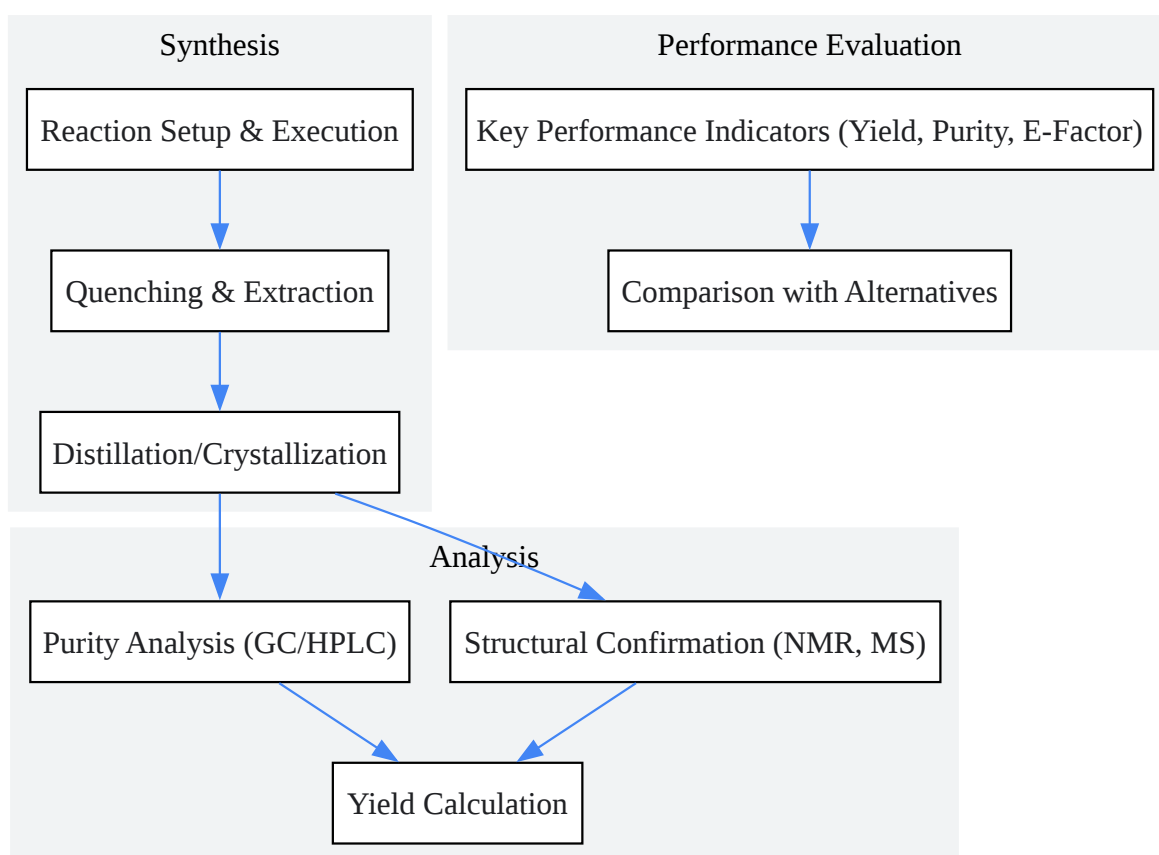 Synthesis
Reaction Setup & Execution
Quenching & Extraction
Distillation/Crystallization
Performance Evaluation
Key Performance Indicators (Yield, Purity, E-Factor)
Comparison with Alternatives
Analysis
Purity Analysis (GC/HPLC)
Structural Confirmation (NMR, MS)
Yield Calculation